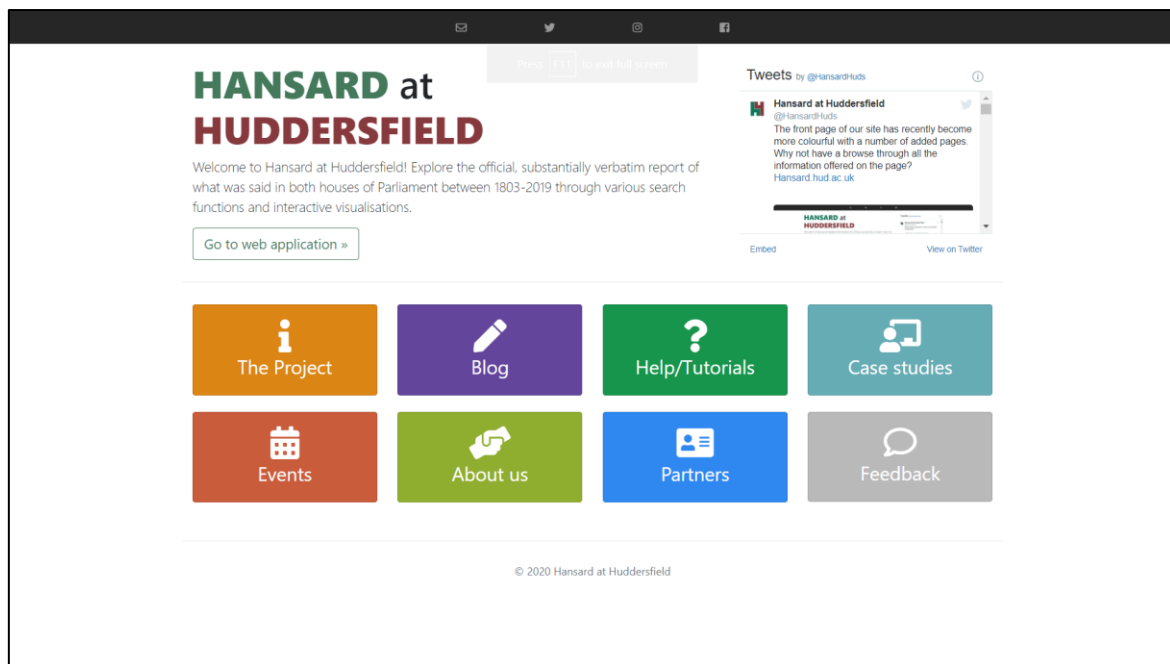 Press F11 to exit full screen
HANSARD at
HUDDERSFIELD
Welcome to Hansard at Huddersfield! Explore the official, substantially verbatim report of
what was said in both houses of Parliament between 1803-2019 through various search
functions and interactive visualisations.
Go to web application »
Tweets by @HansardHuds
Hansard at Huddersfield
@HansardHuds
The front page of our site has recently become
more colourful with a number of added pages.
Why not have a browse through all the
information offered on the page?
Hansard.hud.ac.uk
HANSARD at
HUDDERSFIELD
Embed
View on Twitter
The Project
Blog
Help/Tutorials
Case studies
Events
About us
Partners
Feedback
© 2020 Hansard at Huddersfield